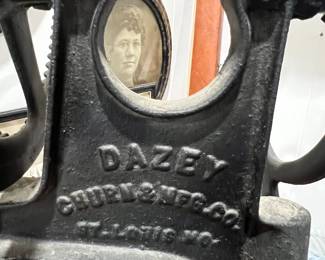 DAZEY
CHURN & MFG. CO.
ST. LOUIS MO.